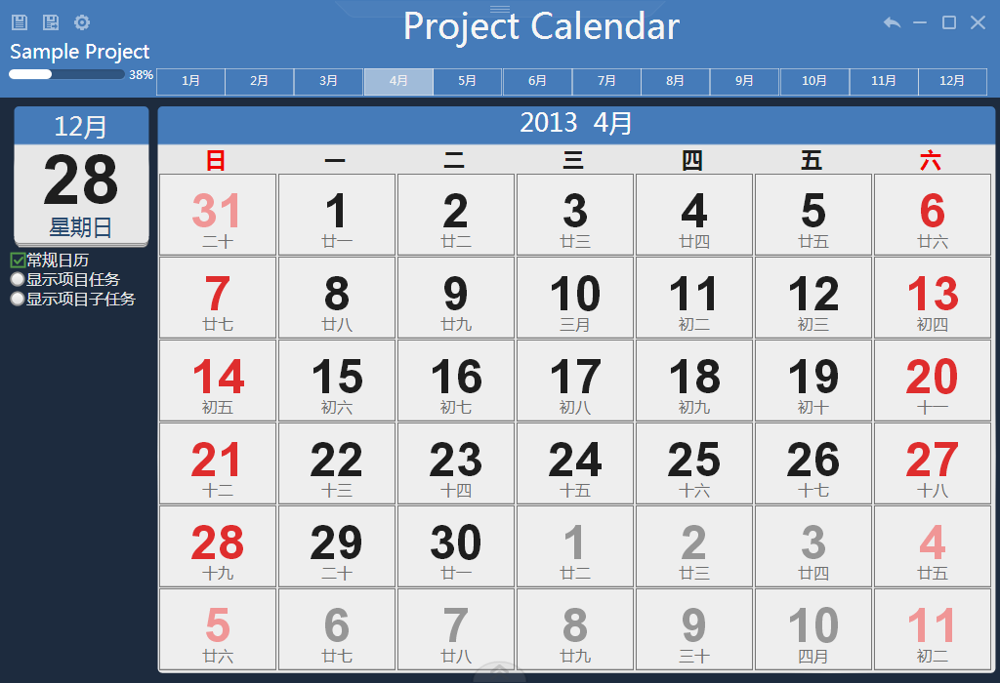 Project Calendar
Sample Project
38%
1月 2月 3月 4月 5月 6月 7月 8月 9月 10月 11月 12月
12月
28
星期日
常规日历
显示项目任务
显示项目子任务
2013 4月
日 一 二 三 四 五 六
31 1 2 3 4 5 6
二十 廿一 廿二 廿三 廿四 廿五 廿六
7 8 9 10 11 12 13
廿七 廿八 廿九 三月 初二 初三 初四
14 15 16 17 18 19 20
初五 初六 初七 初八 初九 初十 十一
21 22 23 24 25 26 27
十二 十三 十四 十五 十六 十七 十八
28 29 30 1 2 3 4
十九 二十 廿一 廿二 廿三 廿四 廿五
5 6 7 8 9 10 11
廿六 廿七 廿八 廿九 三十 四月 初二